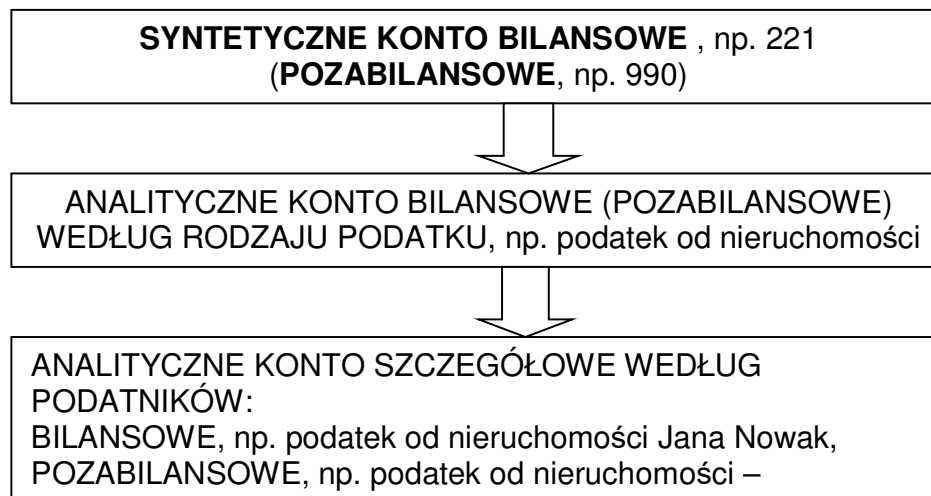 SYNTETYCZNE KONTO BILANSOWE , np. 221
(POZABILANSOWE, np. 990)
ANALITYCZNE KONTO BILANSOWE (POZABILANSOWE)
WEDŁUG RODZAJU PODATKU, np. podatek od nieruchomości
ANALITYCZNE KONTO SZCZEGÓŁOWE WEDŁUG
PODATNIKÓW:
BILANSOWE, np. podatek od nieruchomości Jana Nowak,
POZABILANSOWE, np. podatek od nieruchomości –